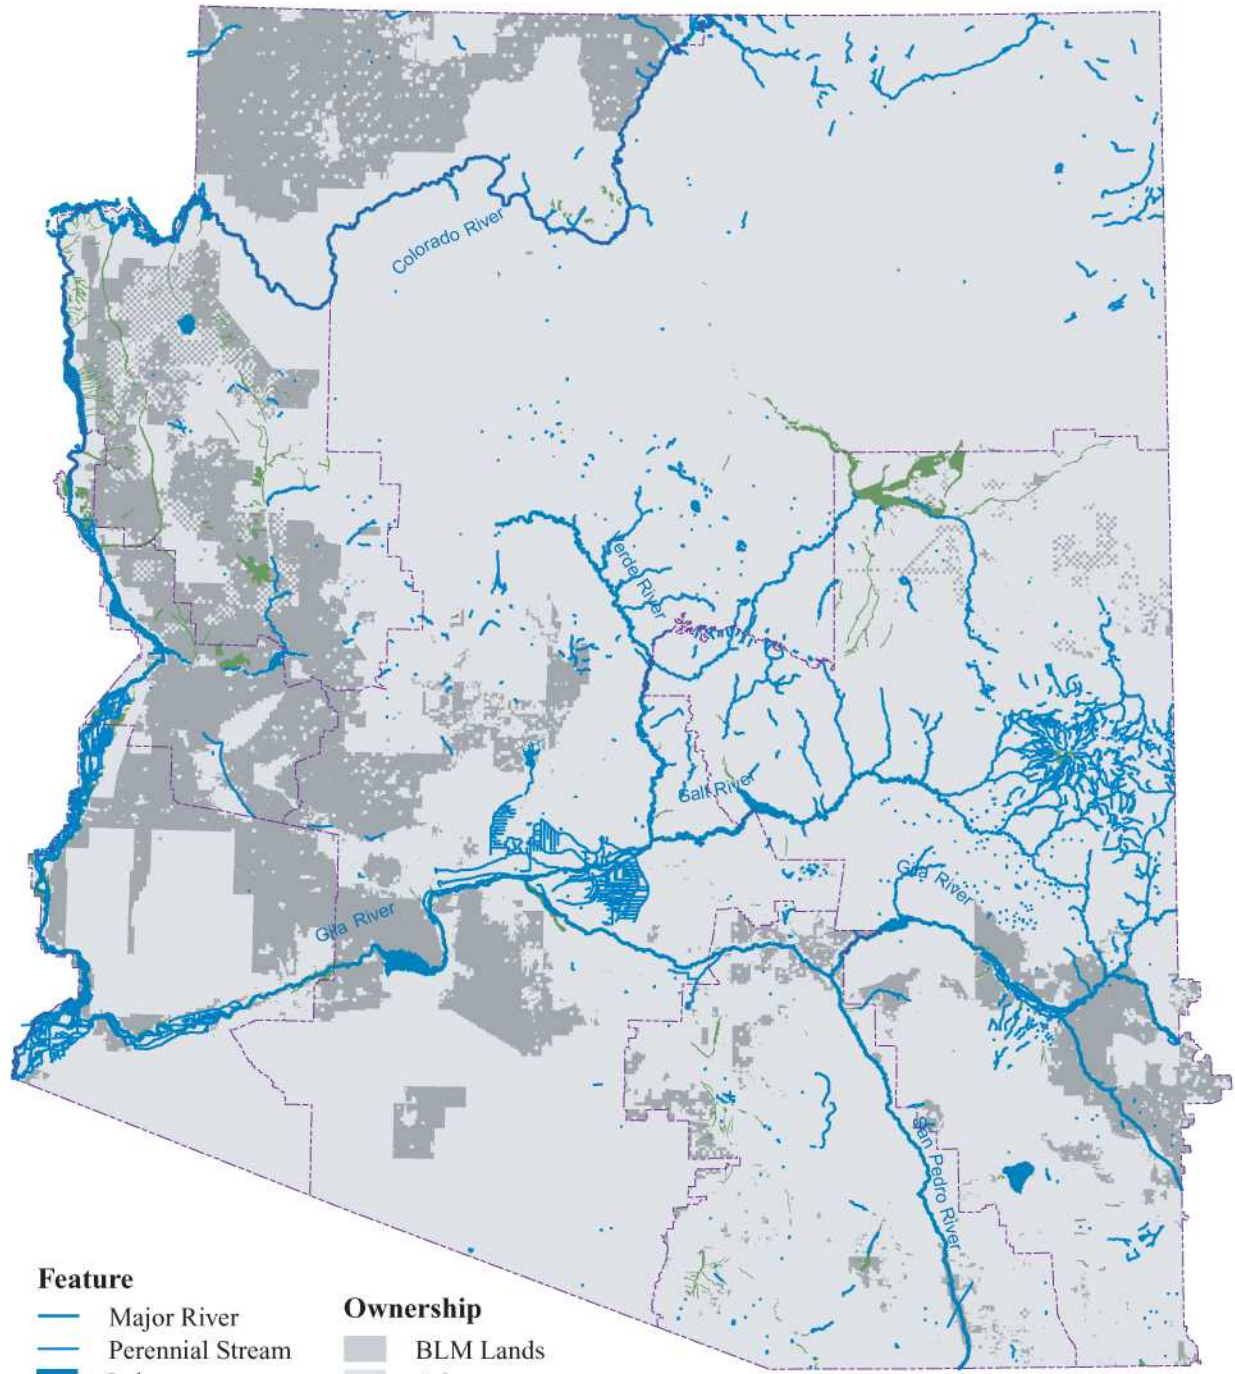 Colorado River
Verde River
Salt River
Gila River
Gila River
San Pedro River
Feature
Major River
Perennial Stream
Ownership
BLM Lands